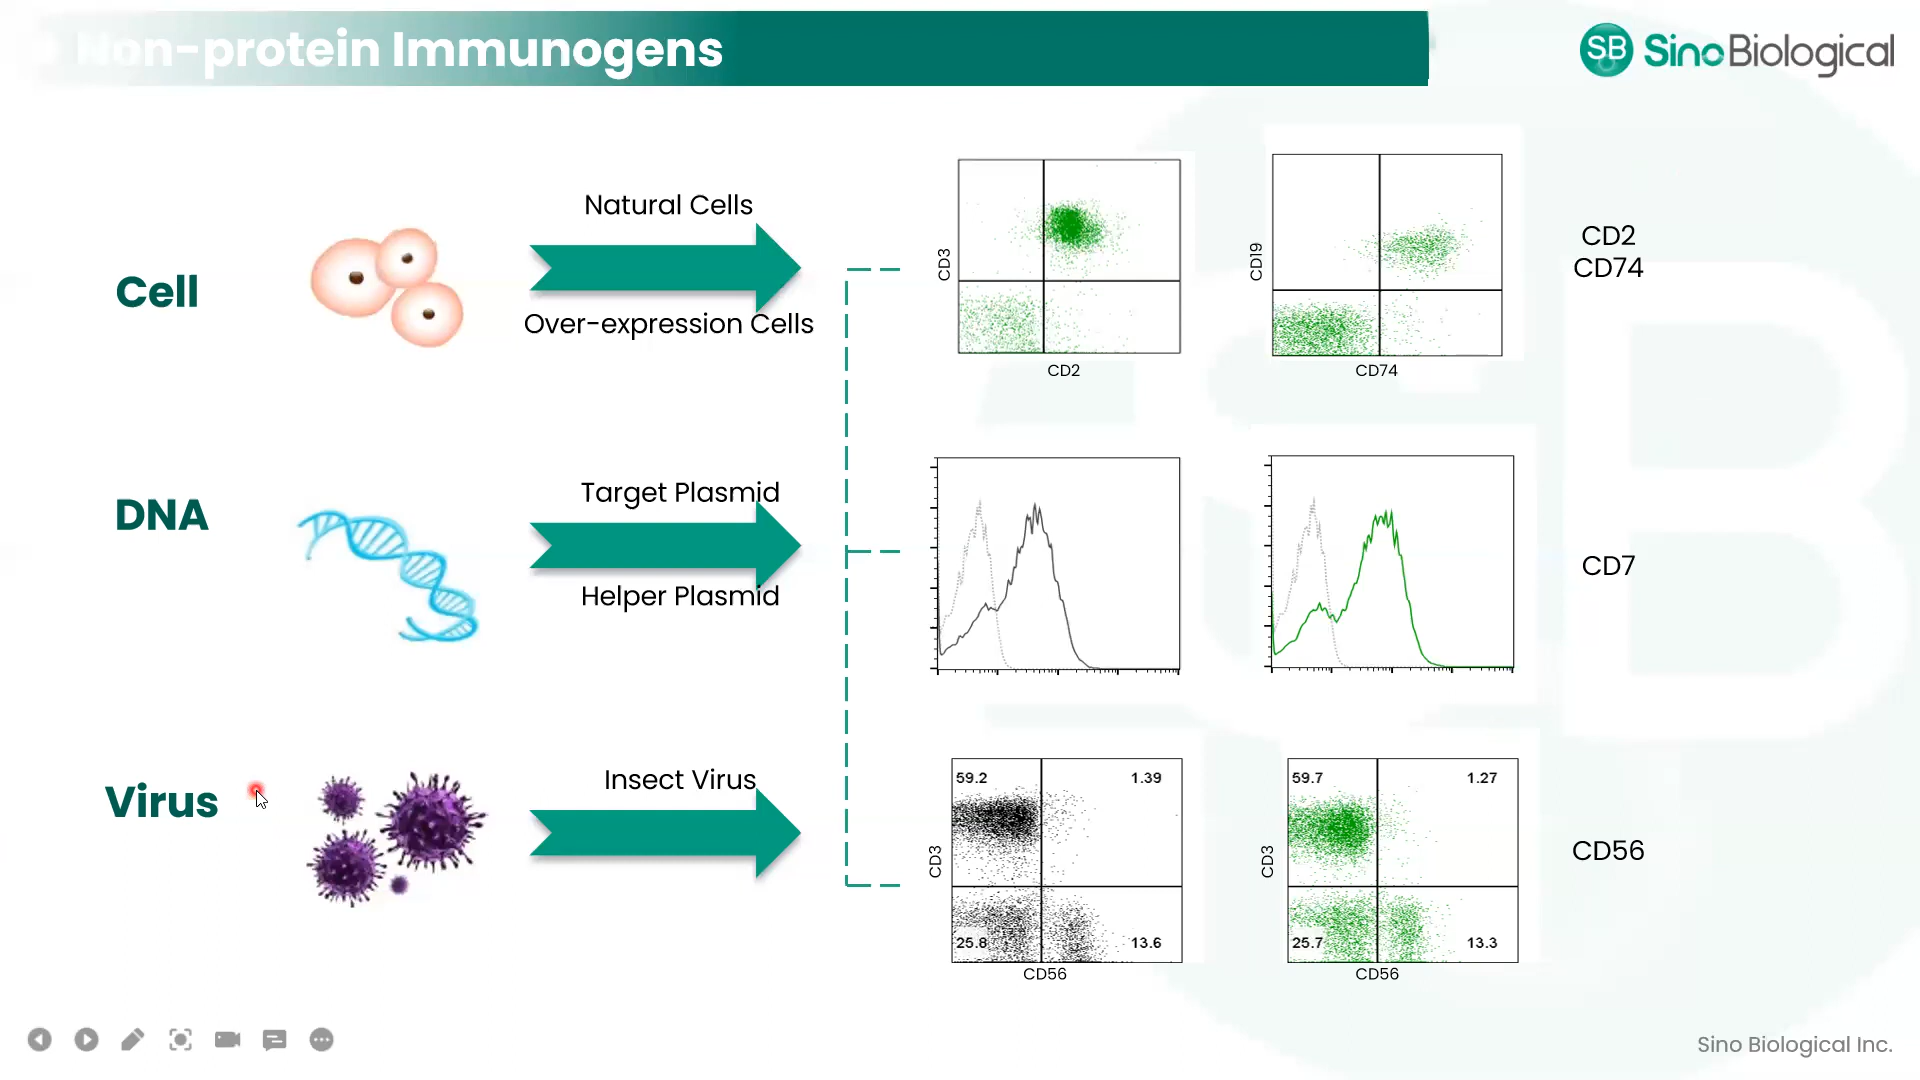 Non-protein Immunogens
SB SinoBiological
Cell
Natural Cells
Over-expression Cells
CD3
CD2
CD19
CD74
CD2
CD74
DNA
Target Plasmid
Helper Plasmid
CD7
Virus
Insect Virus
59.2
1.39
25.8
13.6
CD3
CD56
59.7
1.27
25.7
13.3
CD3
CD56
CD56
Sino Biological Inc.